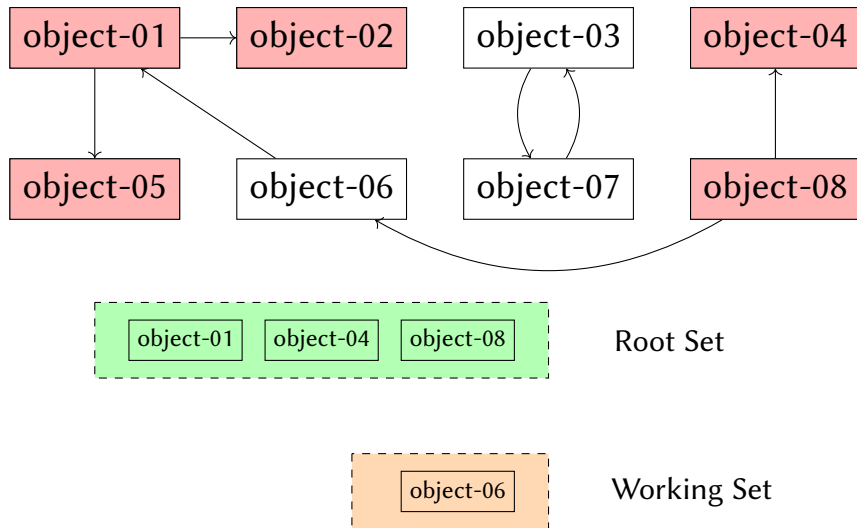 object-01 object-02 object-03 object-04
object-05 object-06 object-07 object-08
object-01 object-04 object-08 Root Set
object-06 Working Set